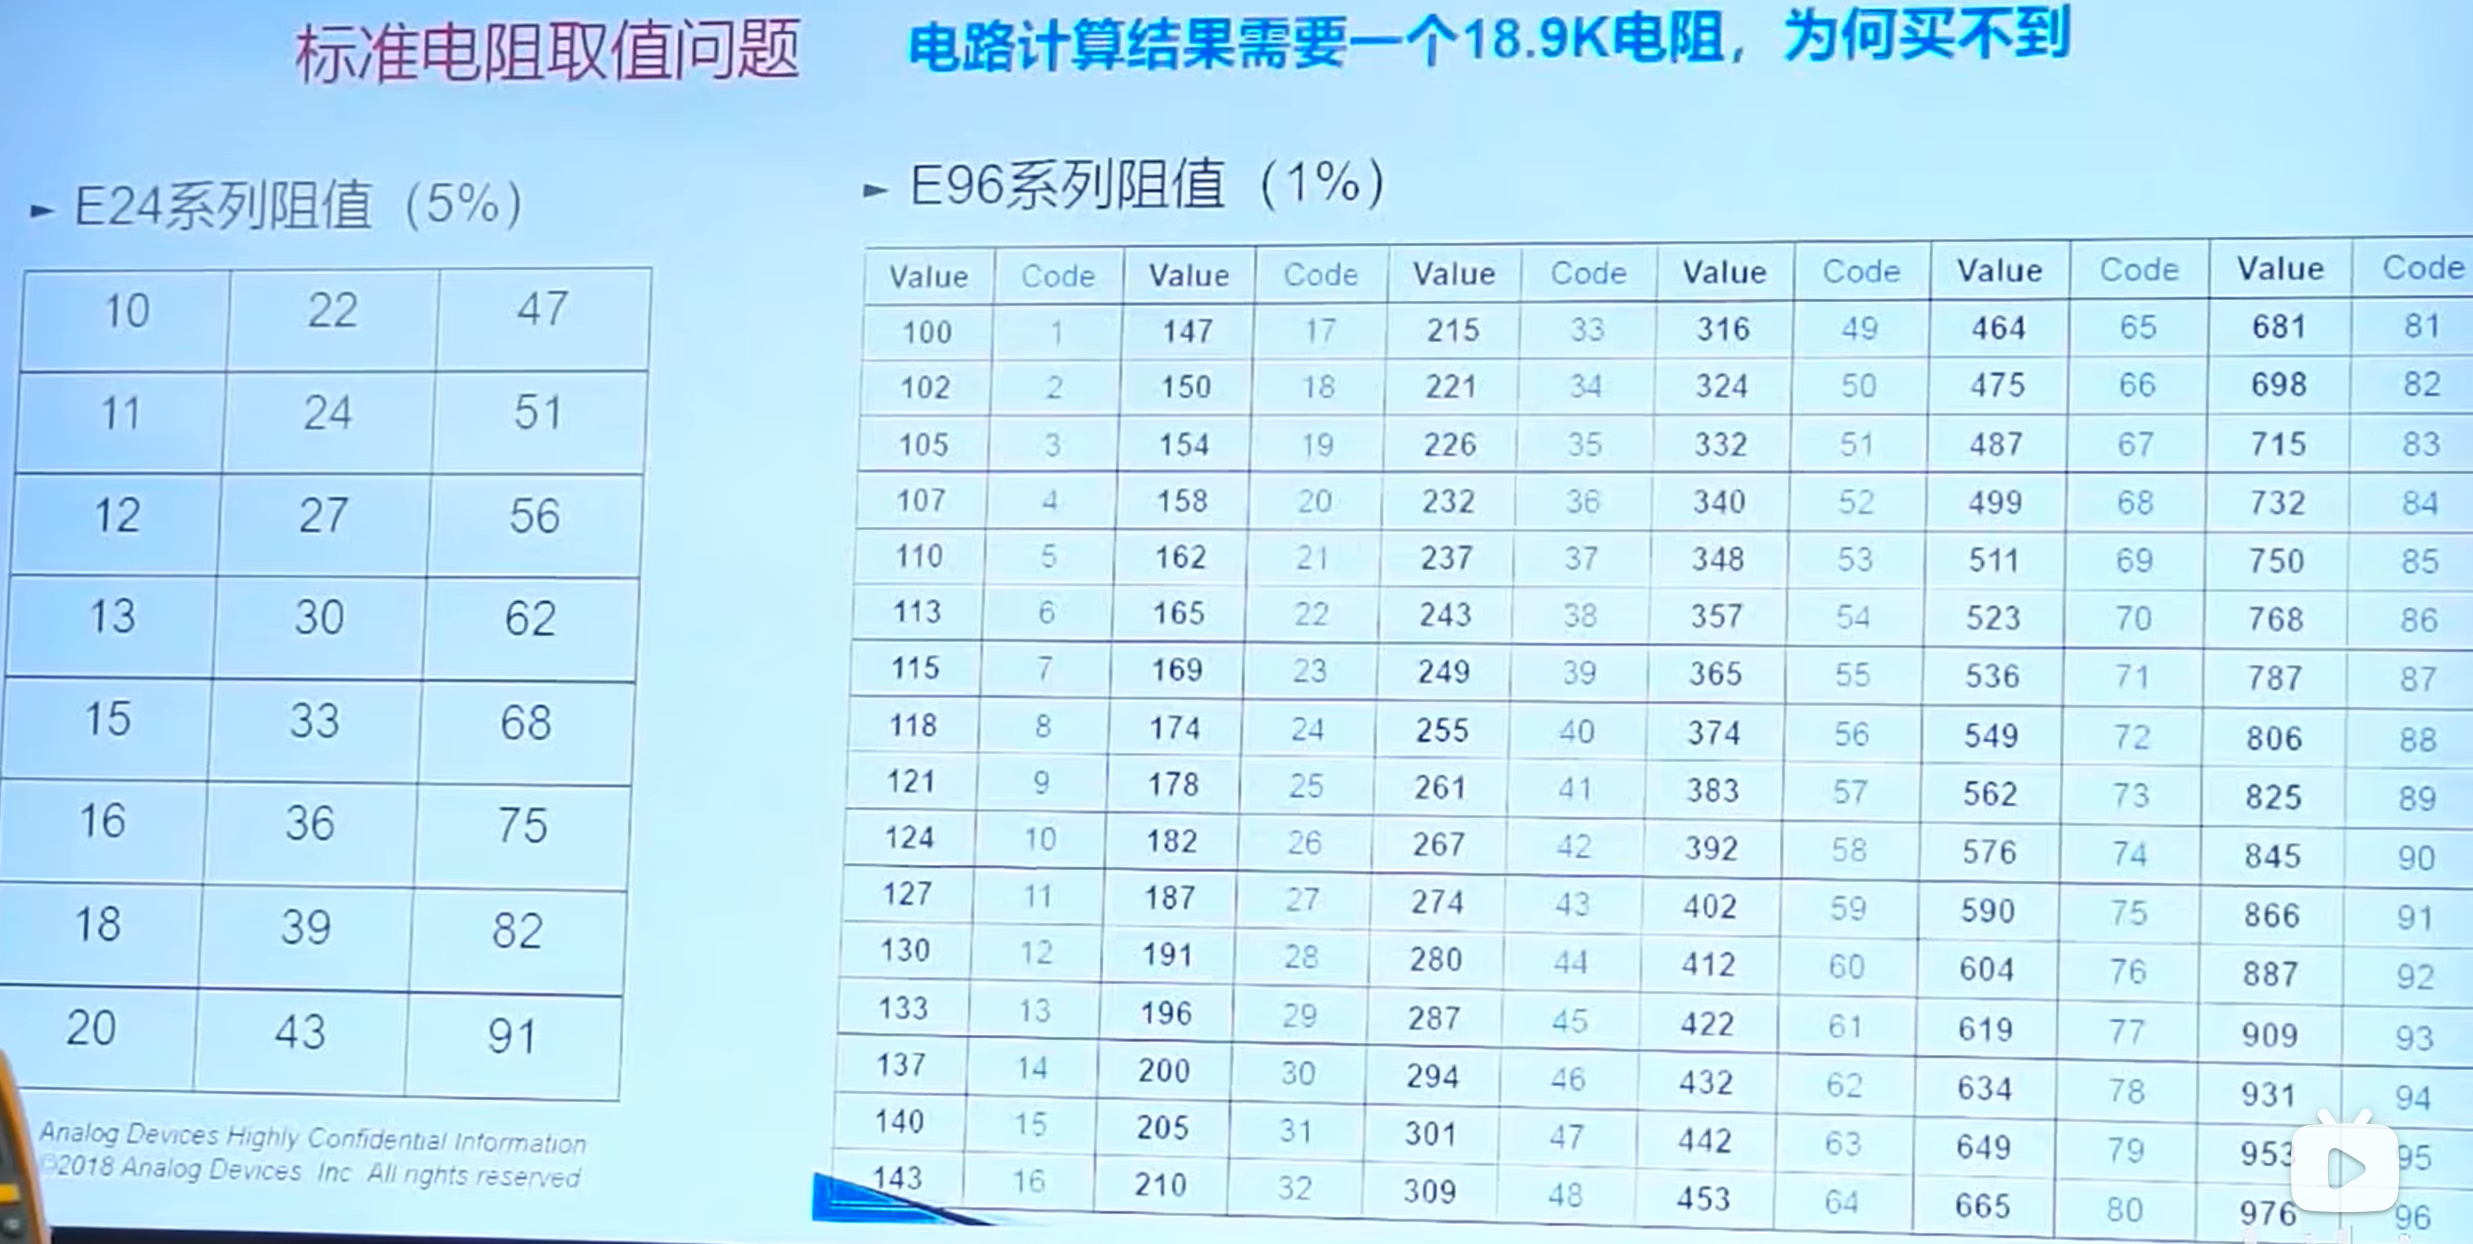 标准电阻取值问题 电路计算结果需要一个18.9K电阻，为何买不到
► E24系列阻值（5%）
► E96系列阻值（1%）
10 22 47
11 24 51
12 27 56
13 30 62
15 33 68
16 36 75
18 39 82
20 43 91
Value Code Value Code Value Code Value Code Value Code Value Code
100 1 147 17 215 33 316 49 464 65 681 81
102 2 150 18 221 34 324 50 475 66 698 82
105 3 154 19 226 35 332 51 487 67 715 83
107 4 158 20 232 36 340 52 499 68 732 84
110 5 162 21 237 37 348 53 511 69 750 85
113 6 165 22 243 38 357 54 523 70 768 86
115 7 169 23 249 39 365 55 536 71 787 87
118 8 174 24 255 40 374 56 549 72 806 88
121 9 178 25 261 41 383 57 562 73 825 89
124 10 182 26 267 42 392 58 576 74 845 90
127 11 187 27 274 43 402 59 590 75 866 91
130 12 191 28 280 44 412 60 604 76 887 92
133 13 196 29 287 45 422 61 619 77 909 93
137 14 200 30 294 46 432 62 634 78 931 94
140 15 205 31 301 47 442 63 649 79 953 95
143 16 210 32 309 48 453 64 665 80 976 96
Analog Devices Highly Confidential Information
©2018 Analog Devices Inc All rights reserved